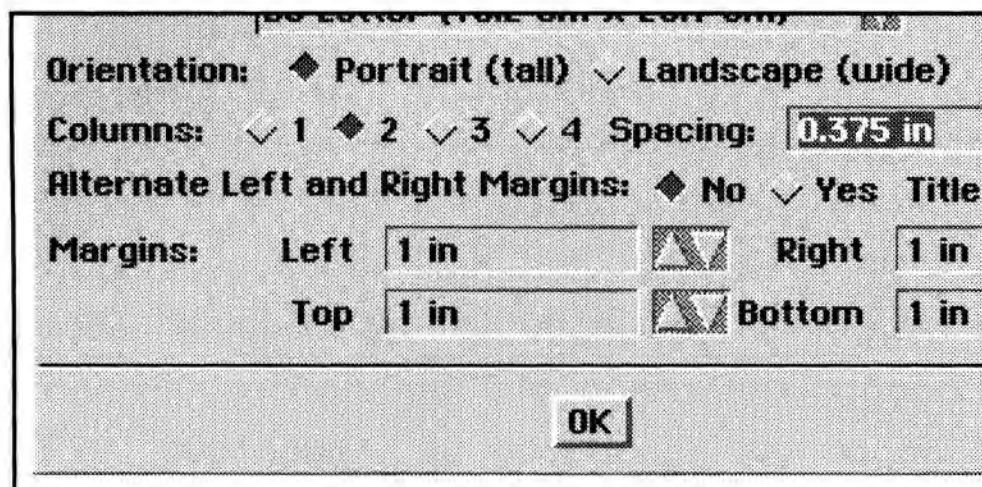 Orientation: Portrait (tall) Landscape (wide)
Columns: 1 2 3 4 Spacing: 0.375 in
Alternate Left and Right Margins: No Yes Title
Margins: Left 1 in Right 1 in
Top 1 in Bottom 1 in
OK